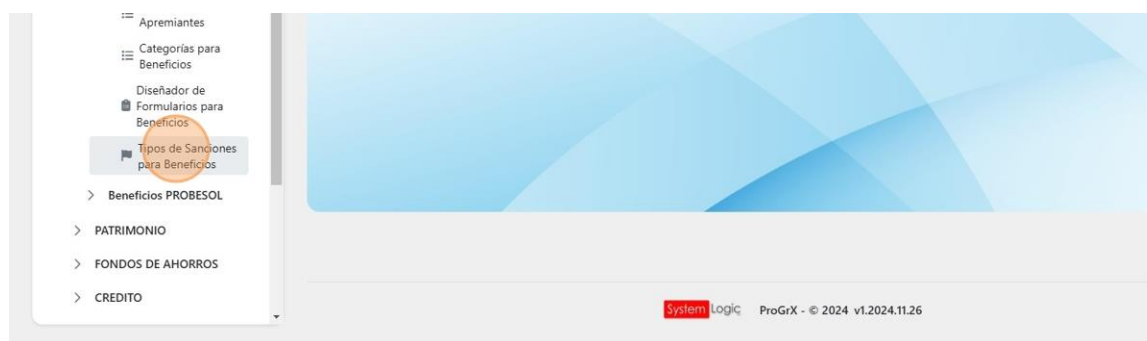 Apremiantes
Categorías para
Beneficios
Diseñador de
Formularios para
Beneficios
Tipos de Sanciones
para Beneficios
Beneficios PROBESOL
PATRIMONIO
FONDOS DE AHORROS
CREDITO
System Logic ProGrX - © 2024 v1.2024.11.26